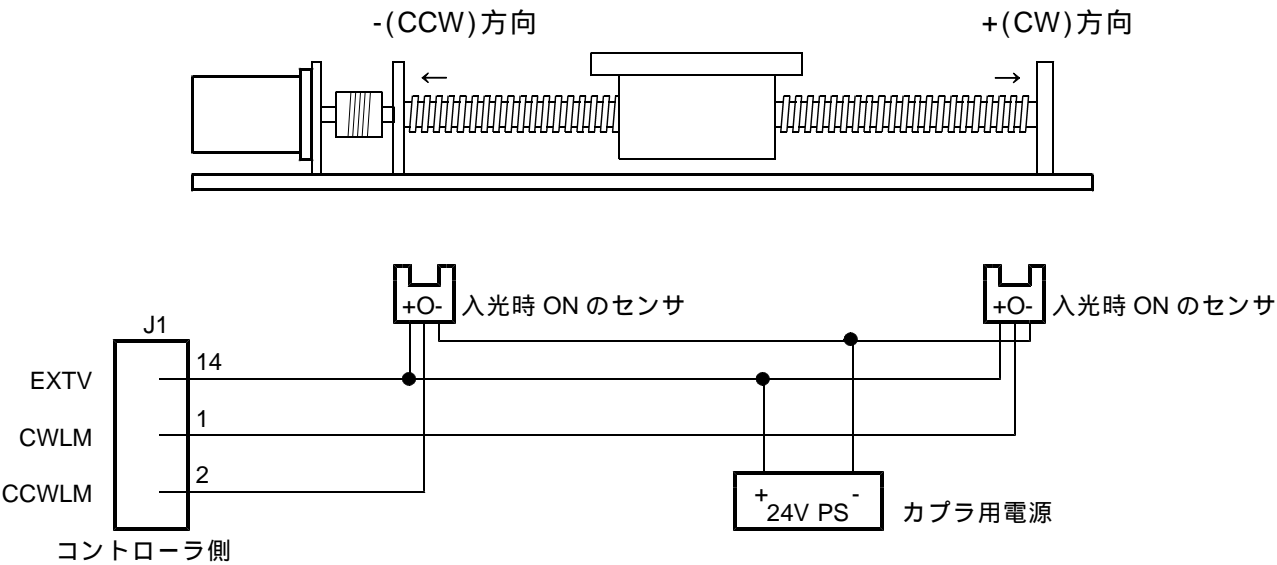 -(CCW)方向
+(CW)方向
← →
+O- 入光時 ON のセンサ
+O- 入光時 ON のセンサ
J1
EXTV 14
CWLM 1
CCWLM 2
+ -
24V PS
カプラ用電源
コントローラ側